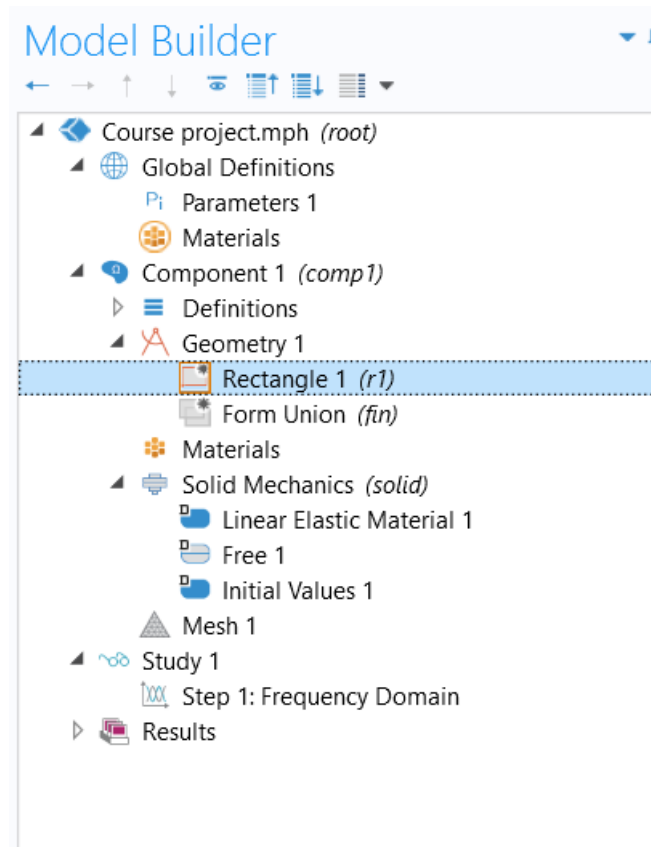 Model Builder
Course project.mph (root)
Global Definitions
Pi Parameters 1
Materials
Component 1 (comp1)
Definitions
Geometry 1
Rectangle 1 (r1)
Form Union (fin)
Materials
Solid Mechanics (solid)
D Linear Elastic Material 1
D Free 1
D Initial Values 1
Mesh 1
Study 1
Step 1: Frequency Domain
Results